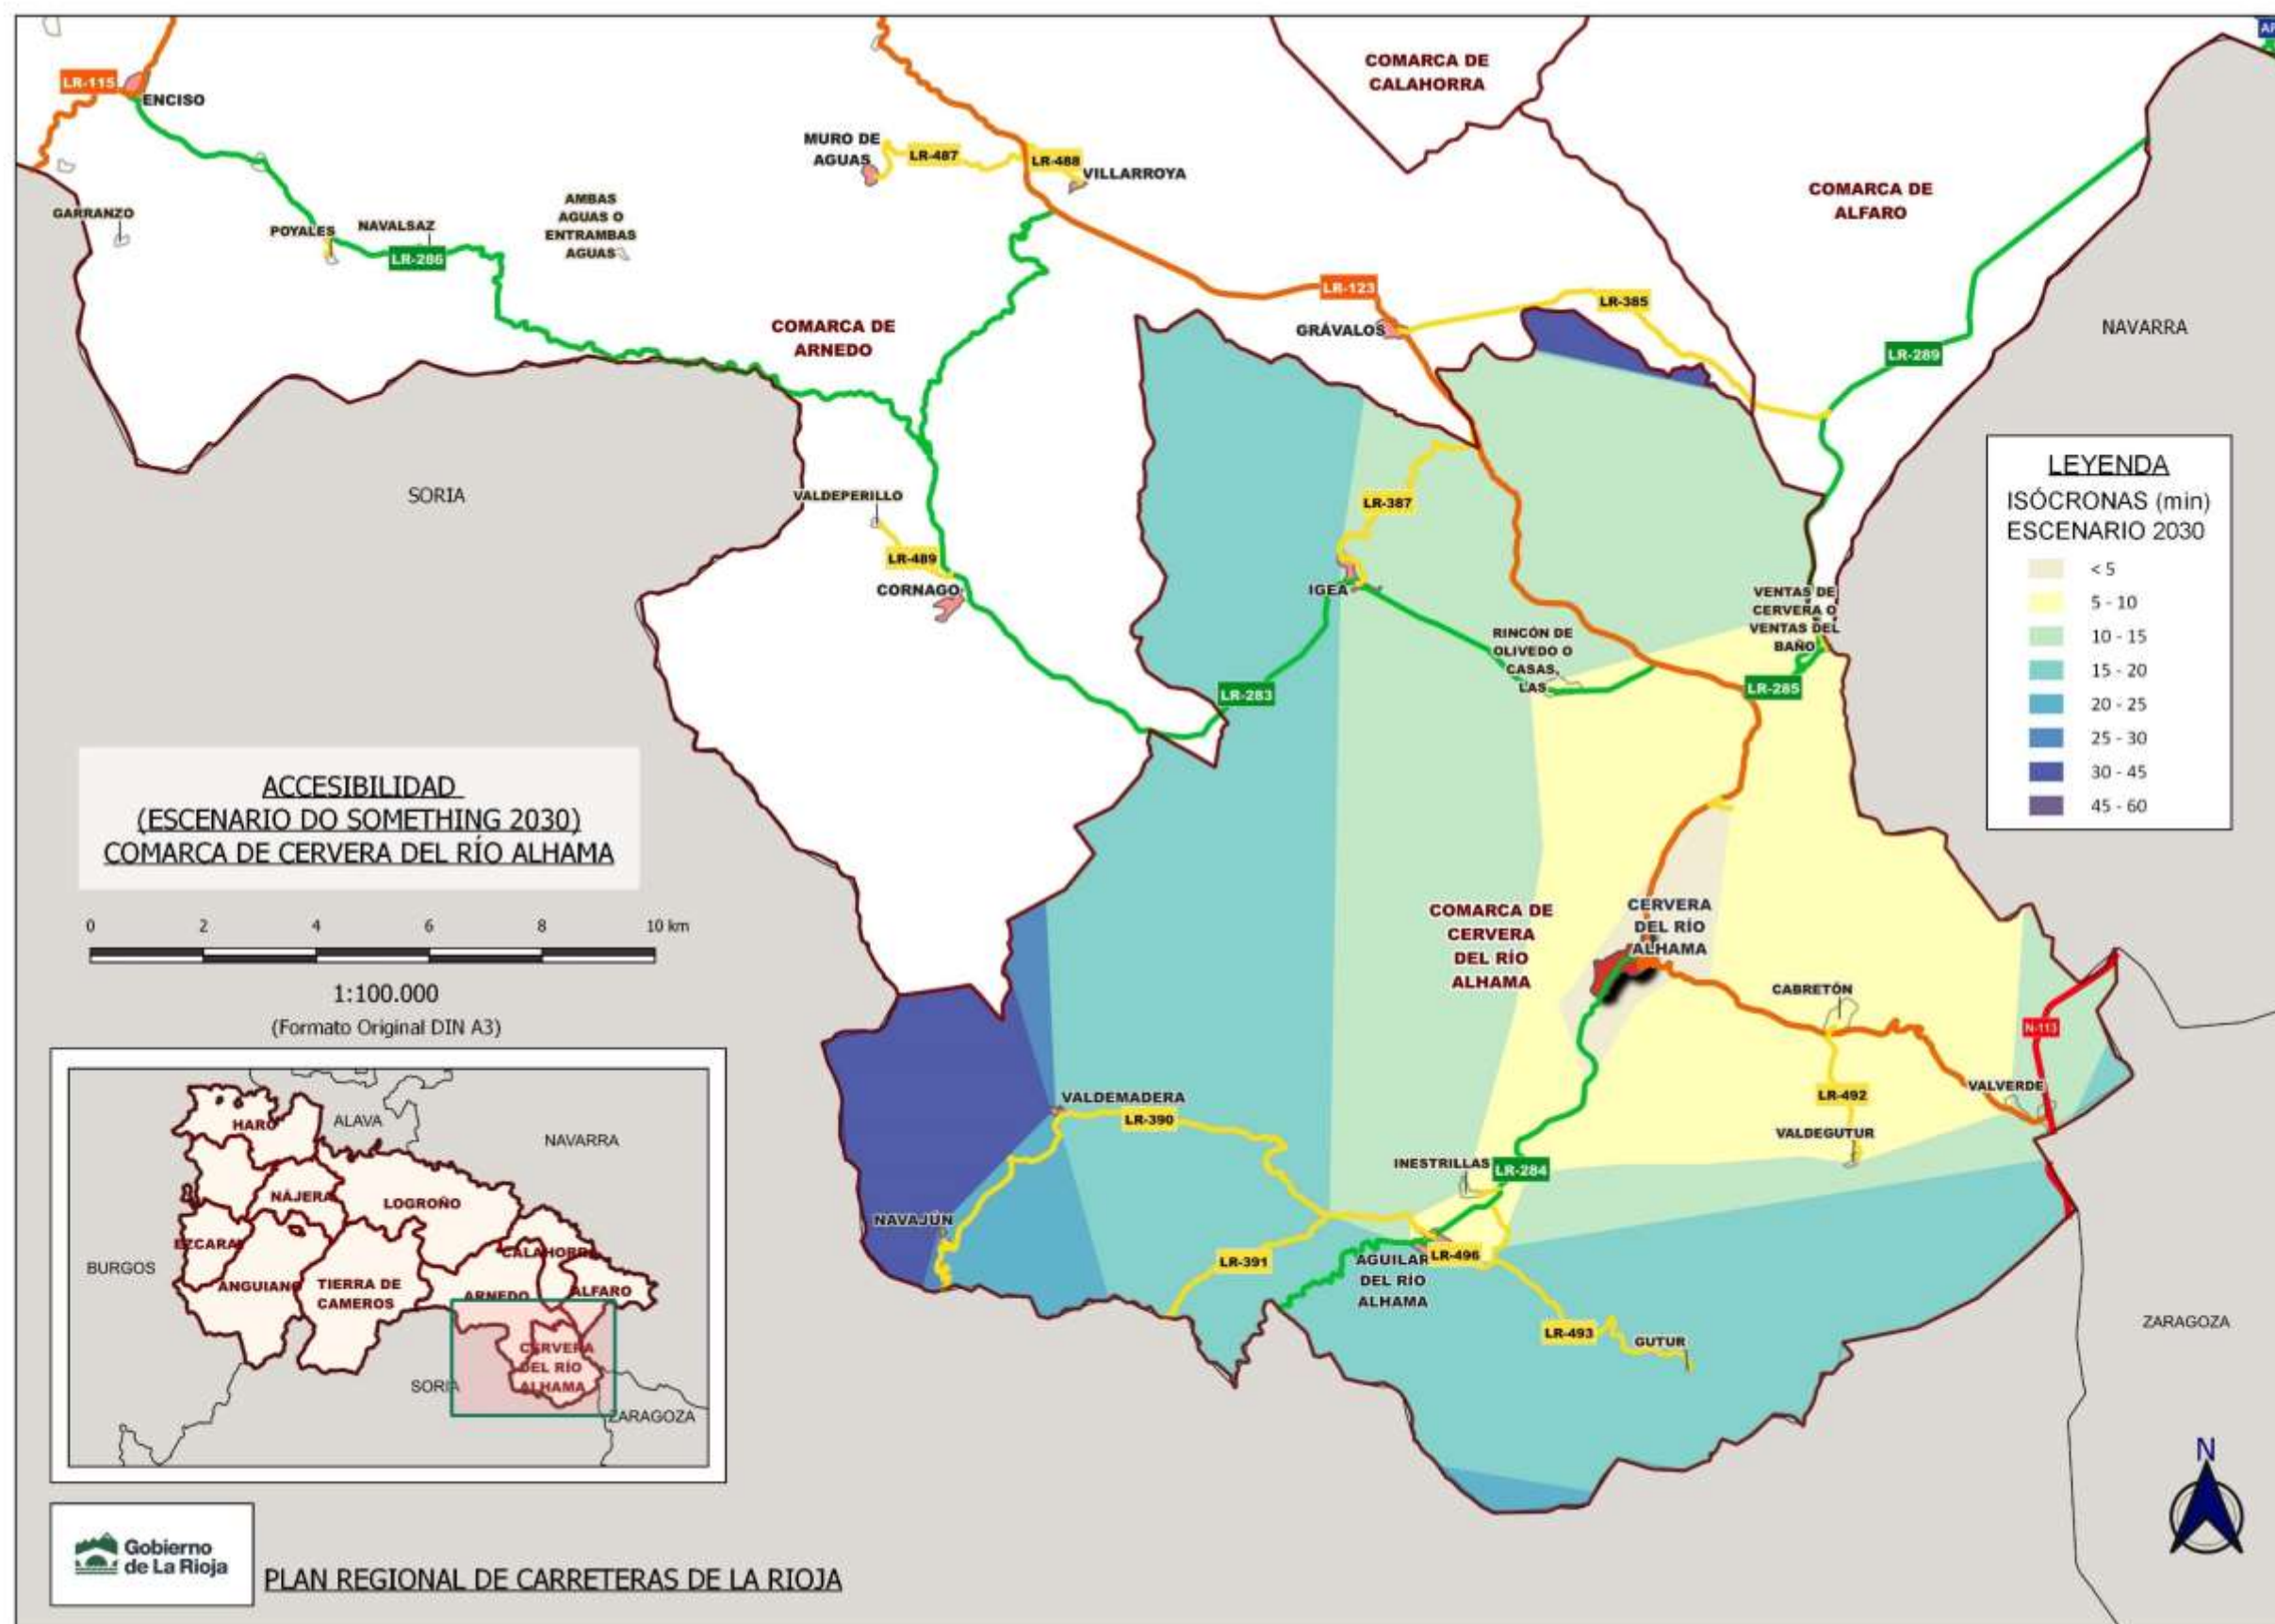 AP
COMARCA DE
CALAHORRA
LR-115
ENCISO
MURO DE
AGUAS
LR-487
LR-488
VILLARROYA
COMARCA DE
ALFARO
GARRANZO
POYALES
NAVALSAZ
LR-286
AMBAS
AGUAS O
ENTRAMBAS
AGUAS
LR-123
LR-385
GRÁVALOS
COMARCA DE
ARNEDO
NAVARRA
LR-289
SORIA
VALDEPERILLO
LR-387
LR-489
CORNAGO
IGEA
LEYENDA
ISÓCRONAS (min)
ESCENARIO 2030
< 5
5 - 10
10 - 15
15 - 20
20 - 25
25 - 30
30 - 45
45 - 60
VENTAS DE
CERVERA O
VENTAS DEL
BAÑO
RINCÓN DE
OLIVEDO O
CASAS,
LAS
LR-283
LR-285
ACCESIBILIDAD
(ESCENARIO DO SOMETHING 2030)
COMARCA DE CERVERA DEL RÍO ALHAMA
0 2 4 6 8 10 km
1:100.000
(Formato Original DIN A3)
COMARCA DE
CERVERA
DEL RÍO
ALHAMA
CERVERA
DEL RÍO
ALHAMA
CABRETÓN
N-113
VALDEMADERA
LR-390
LR-492
VALVERDE
VALDEGUTUR
INESTRILLAS
LR-284
NAVAJÚN
LR-391
AGUILAR
DEL RÍO
ALHAMA
LR-496
LR-493
GUTUR
ZARAGOZA
HARO
ALAVA
NAVARRA
NÁJERA
LOGROÑO
EZCARAY
CALAHORRA
BURGOS
ANGUIANO
TIERRA DE
CAMEROS
ARNEDO
ALFARO
CERVERA
DEL RÍO
ALHAMA
SORIA
ZARAGOZA
N
Gobierno
de La Rioja
PLAN REGIONAL DE CARRETERAS DE LA RIOJA